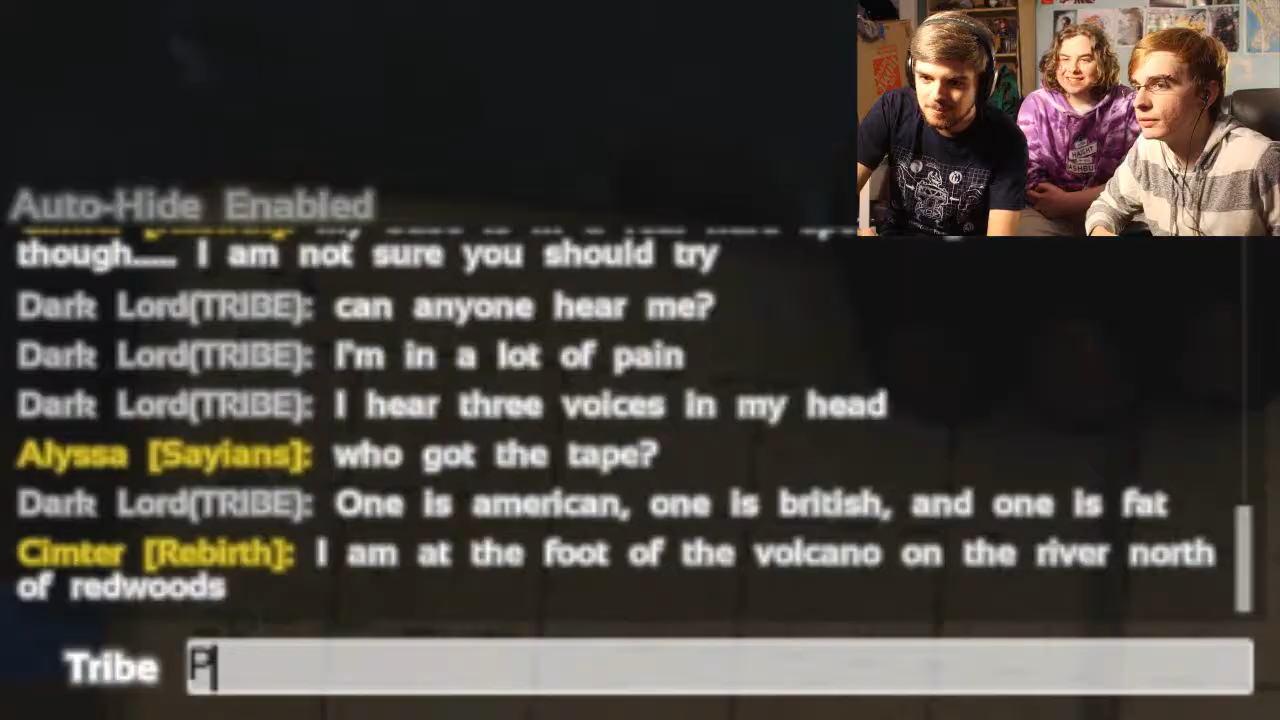 Auto-Hide Enabled
though..... I am not sure you should try
Dark Lord(TRIBE): can anyone hear me?
Dark Lord(TRIBE): I'm in a lot of pain
Dark Lord(TRIBE): I hear three voices in my head
Alyssa [Sayians]: who got the tape?
Dark Lord(TRIBE): One is american, one is british, and one is fat
Cimter [Rebirth]: I am at the foot of the volcano on the river north
of redwoods
Tribe P